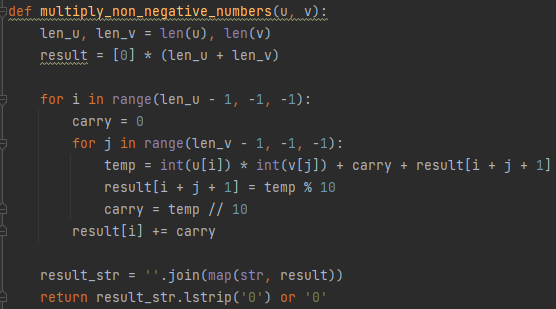 def multiply_non_negative_numbers(u, v):
    len_u, len_v = len(u), len(v)
    result = [0] * (len_u + len_v)

    for i in range(len_u - 1, -1, -1):
        carry = 0
        for j in range(len_v - 1, -1, -1):
            temp = int(u[i]) * int(v[j]) + carry + result[i + j + 1]
            result[i + j + 1] = temp % 10
            carry = temp // 10
        result[i] += carry

    result_str = ''.join(map(str, result))
    return result_str.lstrip('0') or '0'